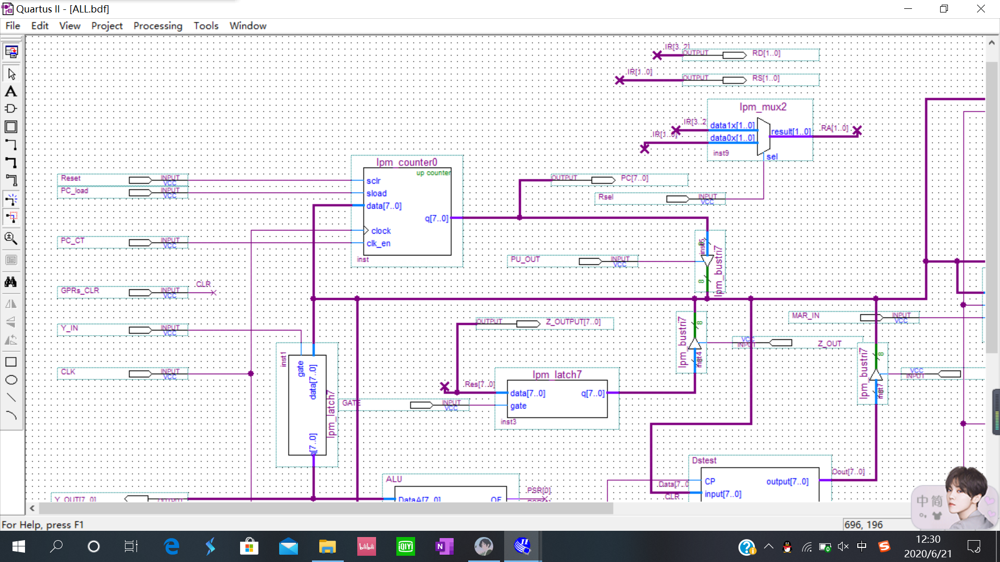 Quartus II - [ALL.bdf]
File Edit View Project Processing Tools Window
IR[3..2]
OUTPUT RD[1..0]
IR[1..0]
OUTPUT RS[1..0]
lpm_mux2
IR[3..2 data1x[1..0]
IR[1..0] data0x[1..0]
result[1..0] RA[1..0]
inst9 sel
lpm_counter0
up counter
Reset INPUT VCC sclr
PC_load INPUT VCC sload
data[7..0]
q[7..0]
clock
PC_CT INPUT VCC clk_en
inst
OUTPUT PC[7..0]
Rsel INPUT VCC
PU_OUT INPUT VCC
inst5
8
lpm_bustri7
GPRs_CLR INPUT VCC CLR
Y_IN INPUT VCC
CLK INPUT VCC
inst1
gate
data[7..0]
q[7..0]
lpm_latch7
OUTPUT Z_OUTPUT[7..0]
lpm_latch7
Res[7..0] data[7..0] q[7..0]
GATE INPUT VCC gate
inst3
lpm_bustri7
8
inst4
VCC INPUT Z_OUT
MAR_IN INPUT VCC
lpm_bustri7
8
inst7
VCC INPUT
Dstest
CP output[7..0] Oout[7..0]
Data[7..0 input[7..0]
CLR
ALU
DataA[7..0] OF
PSR[0]
Y_OUT[7..0] OUTPUT
For Help, press F1
696, 196
中 简
bilibili
iQIYI
N
II
中
S
12:30
2020/6/21